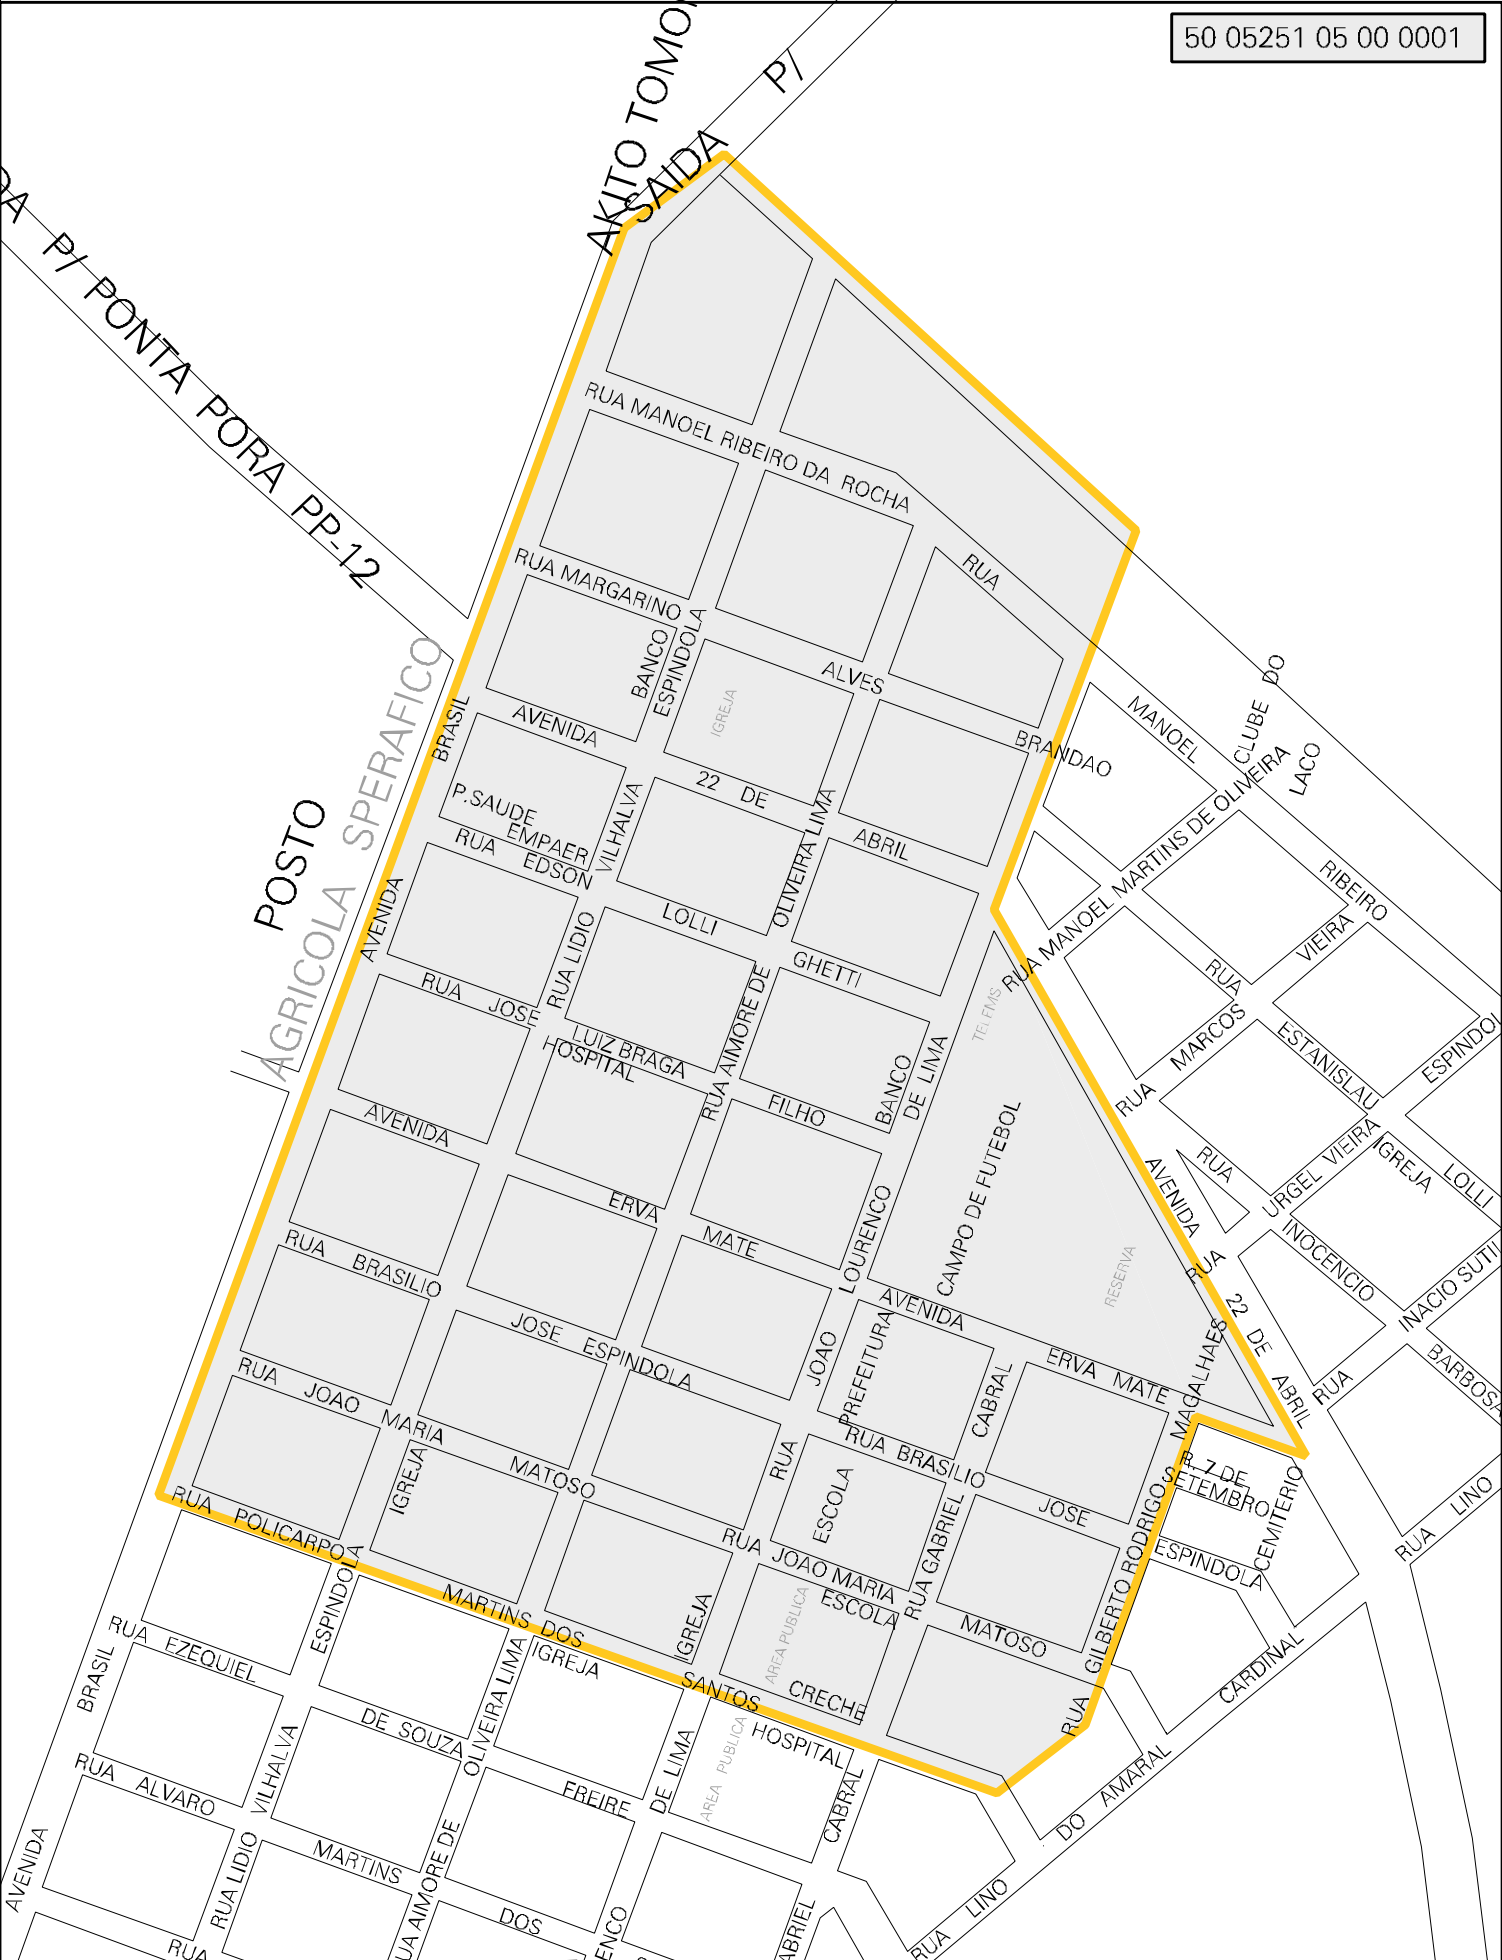 50 05251 05 00 0001
P/
SAIDA
P/ PONTA PORA PP-12
RUA MANOEL RIBEIRO DA ROCHA
RUA
RUA MARGARINO
ALVES
BRANDAO
BANCO
ESPINDOLA
IGREJA
MANOEL
CLUBE DO
LACO
BRASIL
AVENIDA
22 DE
ABRIL
P.SAUDE
EMPAER
VILHALVA
OLIVEIRA LIMA
RUA MANOEL MARTINS DE OLIVEIRA
RIBEIRO
POSTO
AGRICOLA SPERAFICO
RUA
EDSON
LOLLI
GHETTI
AVENIDA
RUA LIDIO
VIEIRA
RUA
MARCOS
RUA
ESTANISLAU
RUA JOSE
LUIZ BRAGA
FILHO
HOSPITAL
RUA AIMORE DE
BANCO
DE LIMA
CAMPO DE FUTEBOL
URGEL VIEIRA
RUA
IGREJA
LOLLI
AVENIDA
ERVA
MATE
AVENIDA
RUA
INOCENCIO
INACIO SUTIL
LOURENCO
RESERVA
RUA BRASILIO
JOSE ESPINDOLA
AVENIDA
ERVA MATE
22 DE ABRIL
RUA
BARBOSA
JOAO
PREFEITURA
CABRAL
MAGALHAES
RUA JOAO MARIA
MATOSO
RUA
RUA BRASILIO
JOSE
ESPINDOLA
R. 7 DE
SETEMBRO
CEMITERIO
RUA LINO
IGREJA
ESCOLA
RUA GABRIEL
GILBERTO RODRIGO S
RUA POLICARPO
MARTINS DOS
SANTOS
RUA JOAO MARIA
MATOSO
ESCOLA
AREA PUBLICA
IGREJA
CRECHE
RUA
ESPINDOLA
IGREJA
HOSPITAL
BRASIL
RUA EZEQUIEL
DE SOUZA
FREIRE
OLIVEIRA LIMA
DE LIMA
AREA PUBLICA
CABRAL
CARDINAL
DO AMARAL
RUA LINO
VILHALVA
RUA ALVARO
MARTINS
DOS
AVENIDA
RUA LIDIO
RUA